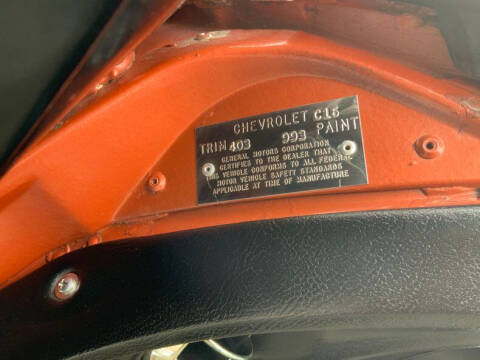 CHEVROLET C15
TRIM 403 993 PAINT
GENERAL MOTORS CORPORATION
CERTIFIES TO THE DEALER THAT
THIS VEHICLE CONFORMS TO ALL FEDERAL
MOTOR VEHICLE SAFETY STANDARDS
APPLICABLE AT TIME OF MANUFACTURE